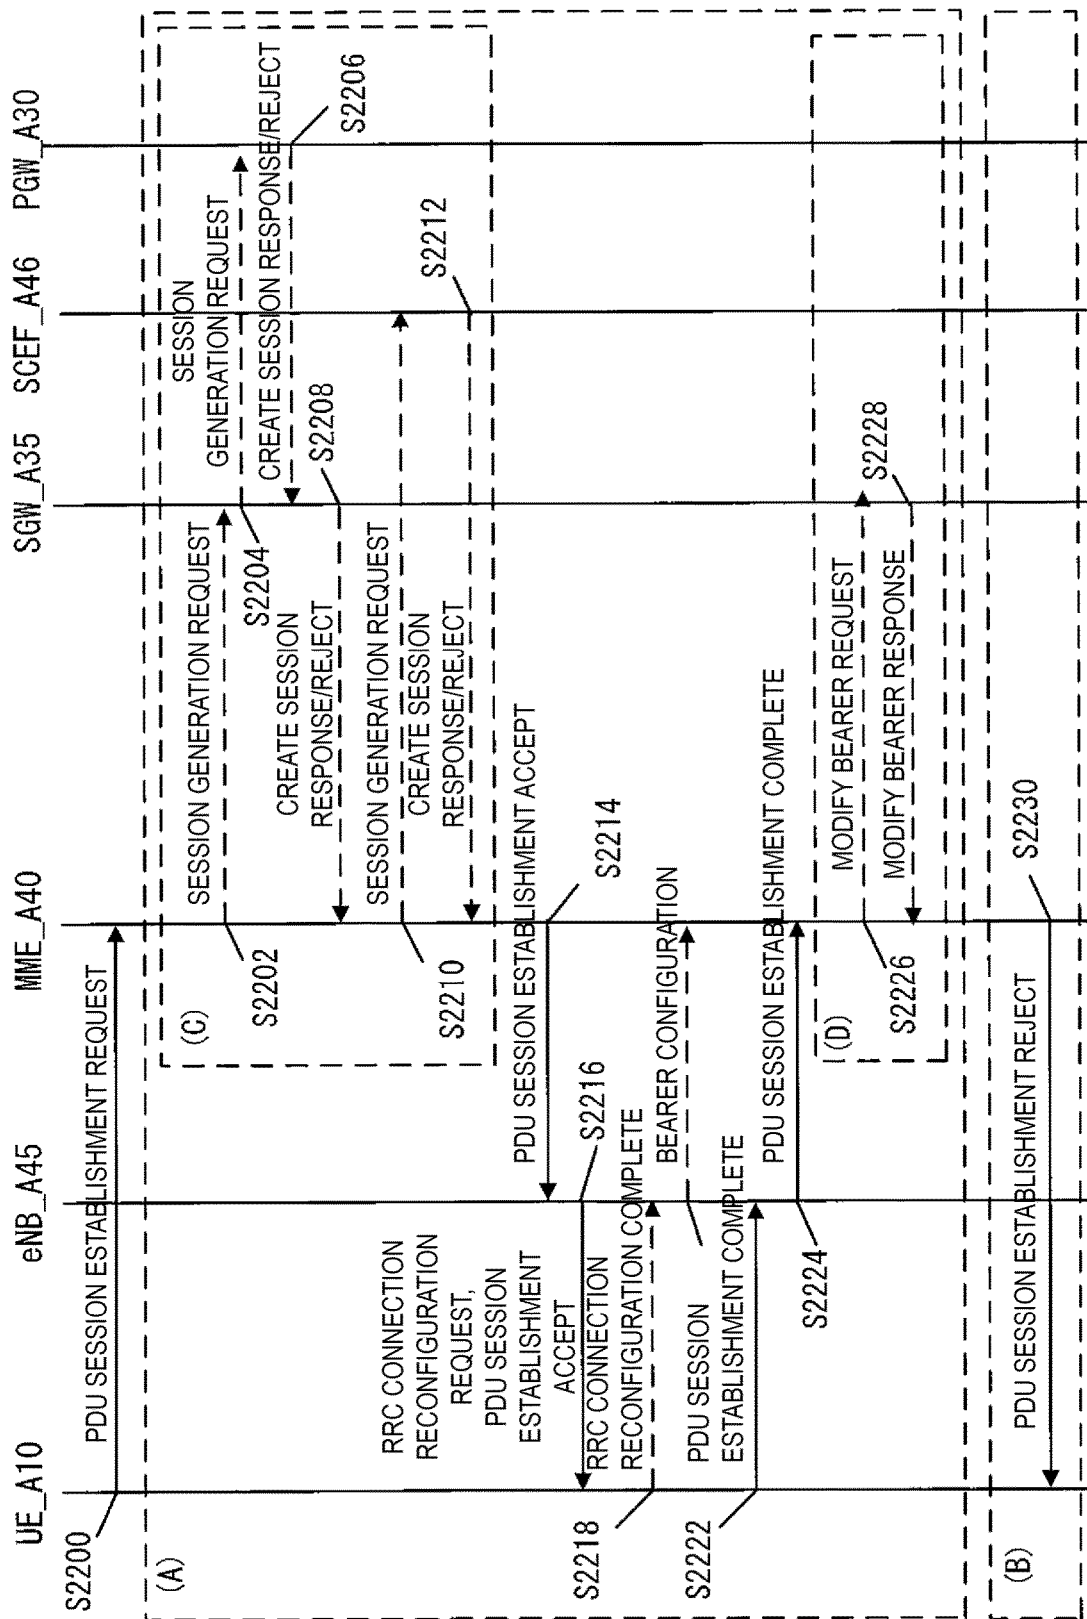 UE_A10
eNB_A45
MME_A40
SGW_A35
SCEF_A46
PGW_A30
S2200
PDU SESSION ESTABLISHMENT REQUEST
(A)
(C)
SESSION GENERATION REQUEST
S2202
SESSION
GENERATION REQUEST
S2204
CREATE SESSION RESPONSE/REJECT
S2206
CREATE SESSION
RESPONSE/REJECT
S2208
SESSION GENERATION REQUEST
S2210
CREATE SESSION
RESPONSE/REJECT
S2212
PDU SESSION ESTABLISHMENT ACCEPT
S2214
RRC CONNECTION
RECONFIGURATION
REQUEST,
PDU SESSION
ESTABLISHMENT
ACCEPT
S2216
RRC CONNECTION
RECONFIGURATION COMPLETE
S2218
BEARER CONFIGURATION
PDU SESSION
ESTABLISHMENT COMPLETE
S2222
PDU SESSION ESTABLISHMENT COMPLETE
S2224
(D)
MODIFY BEARER REQUEST
S2226
MODIFY BEARER RESPONSE
S2228
(B)
PDU SESSION ESTABLISHMENT REJECT
S2230